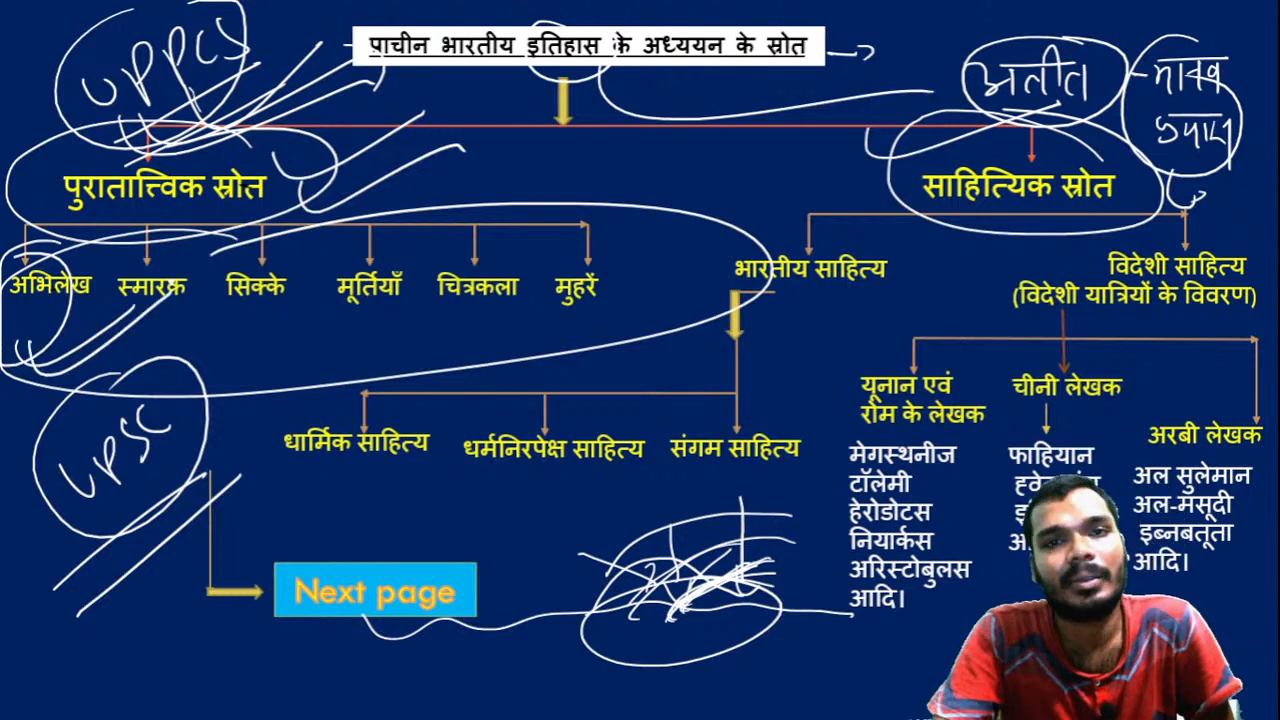 UPPCS
प्राचीन भारतीय इतिहास के अध्ययन के स्रोत
अतीत
मानव
पुरातात्त्विक स्रोत
साहित्यिक स्रोत
अभिलेख
स्मारक
सिक्के
मूर्तियाँ
चित्रकला
मुहरें
भारतीय साहित्य
विदेशी साहित्य
(विदेशी यात्रियों के विवरण)
UPSC
धार्मिक साहित्य
धर्मनिरपेक्ष साहित्य
संगम साहित्य
यूनान एवं
रोम के लेखक
मेगस्थनीज
टॉलेमी
हेरोडोटस
नियार्कस
अरिस्टोबुलस
आदि।
चीनी लेखक
फाहियान
अरबी लेखक
अल सुलेमान
अल-मसूदी
इब्नबतूता
आदि।
Next page